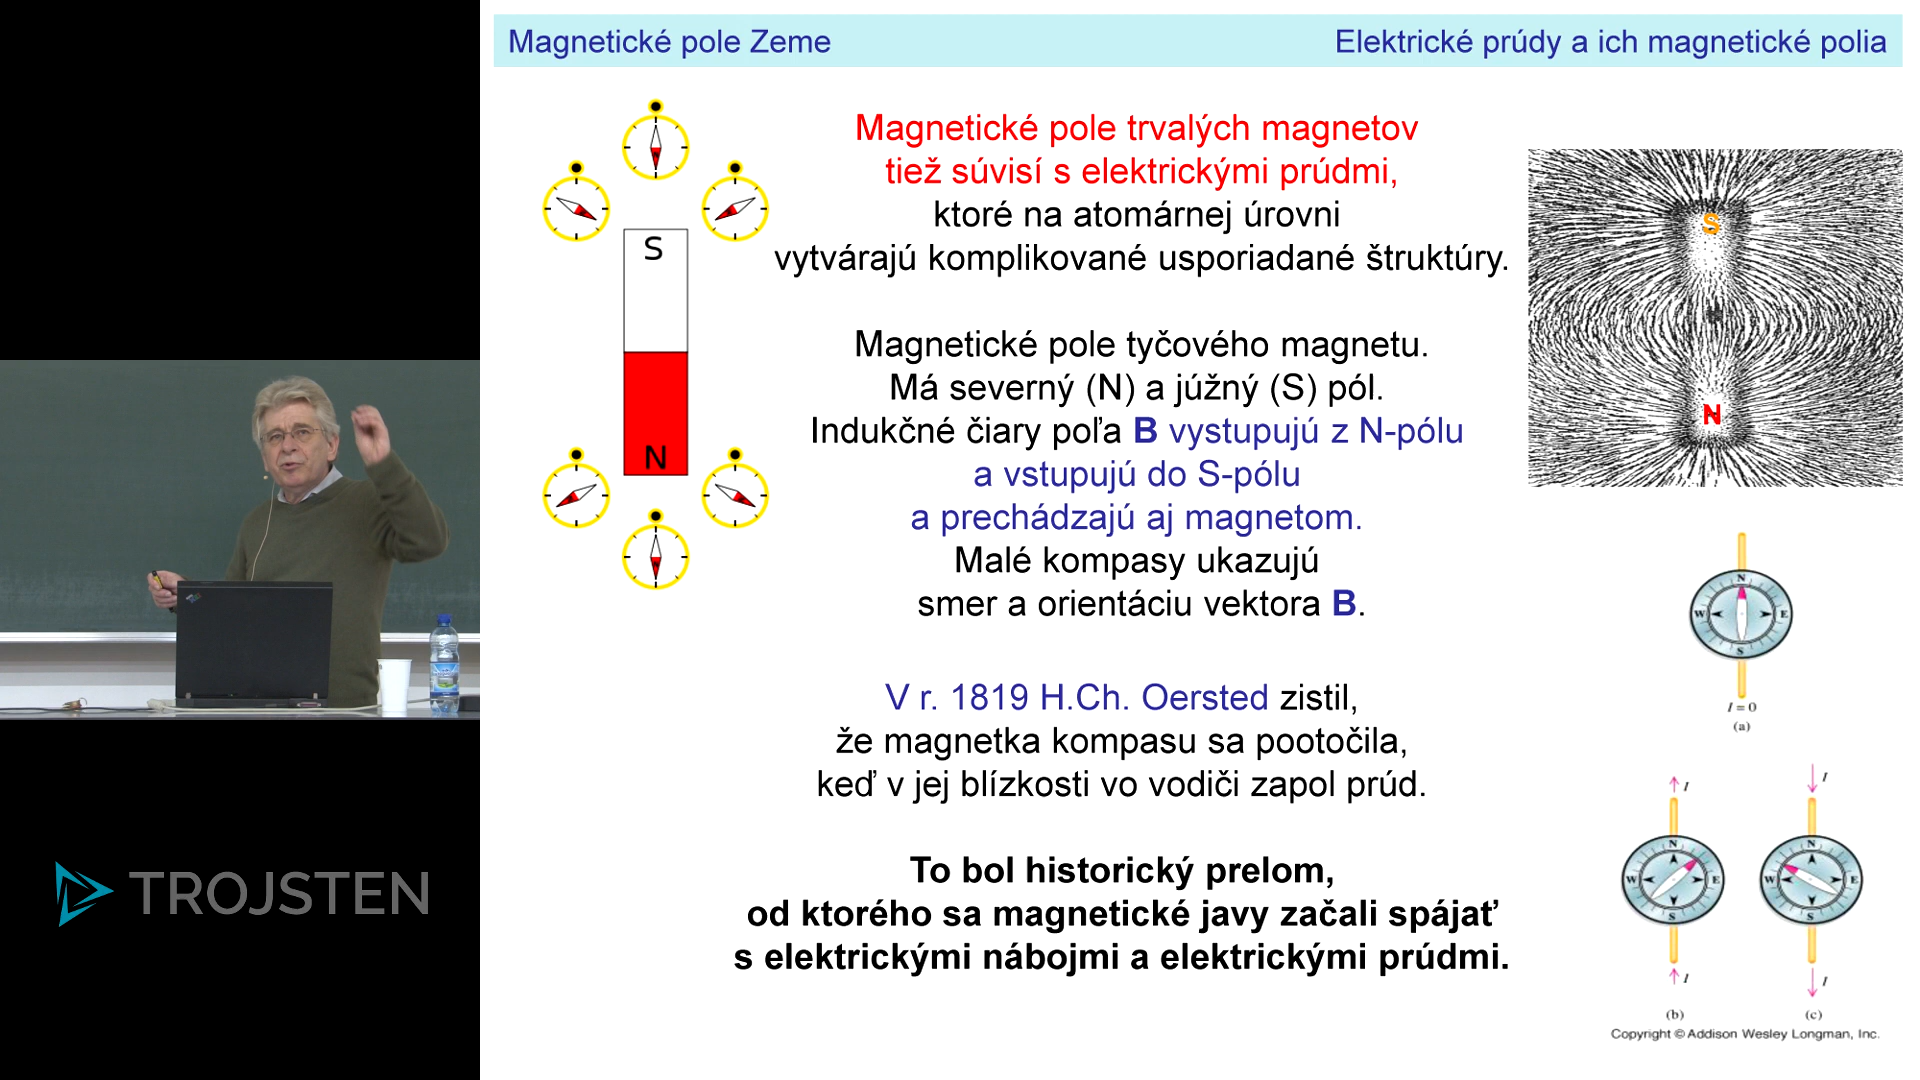 Magnetické pole Zeme
Elektrické prúdy a ich magnetické polia
Magnetické pole trvalých magnetov
tiež súvisí s elektrickými prúdmi,
ktoré na atomárnej úrovni
vytvárajú komplikované usporiadané štruktúry.
Magnetické pole tyčového magnetu.
Má severný (N) a júžný (S) pól.
Indukčné čiary poľa B vystupujú z N-pólu
a vstupujú do S-pólu
a prechádzajú aj magnetom.
Malé kompasy ukazujú
smer a orientáciu vektora B.
V r. 1819 H.Ch. Oersted zistil,
že magnetka kompasu sa pootočila,
keď v jej blízkosti vo vodiči zapol prúd.
To bol historický prelom,
od ktorého sa magnetické javy začali spájať
s elektrickými nábojmi a elektrickými prúdmi.
S
N
S
N
N
W E
S
I = 0
(a)
I
I
N
W E
S
N
W E
S
I
I
(b)
(c)
Copyright © Addison Wesley Longman, Inc.
TROJSTEN